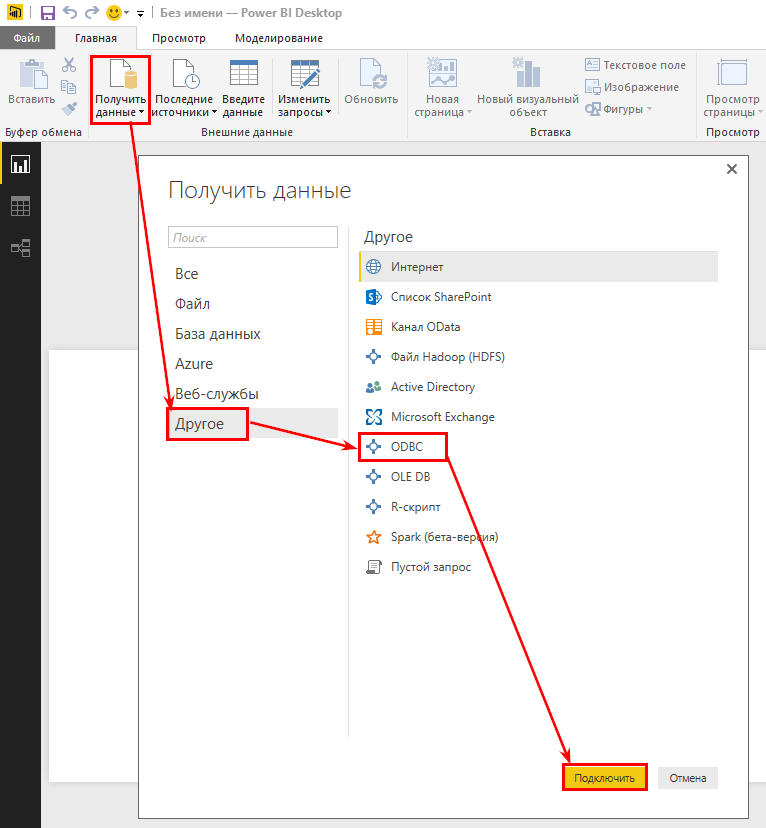 Без имени — Power BI Desktop
Файл
Главная
Просмотр
Моделирование
Вставить
Буфер обмена
Получить
данные
Последние
источники
Введите
данные
Изменить
запросы
Внешние данные
Обновить
Новая
страница
Новый визуальный
объект
Текстовое поле
Изображение
Фигуры
Вставка
Просмотр
страницы
Просмотр
Получить данные
Поиск
Все
Файл
База данных
Azure
Веб-службы
Другое
Другое
Интернет
Список SharePoint
Канал OData
Файл Hadoop (HDFS)
Active Directory
Microsoft Exchange
ODBC
OLE DB
R-скрипт
Spark (бета-версия)
Пустой запрос
Подключить
Отмена